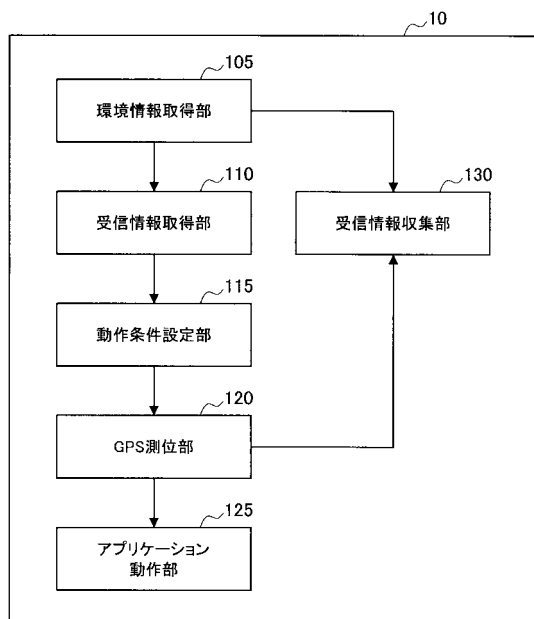 10
105
環境情報取得部
110
受信情報取得部
130
受信情報収集部
115
動作条件設定部
120
GPS測位部
125
アプリケーション
動作部